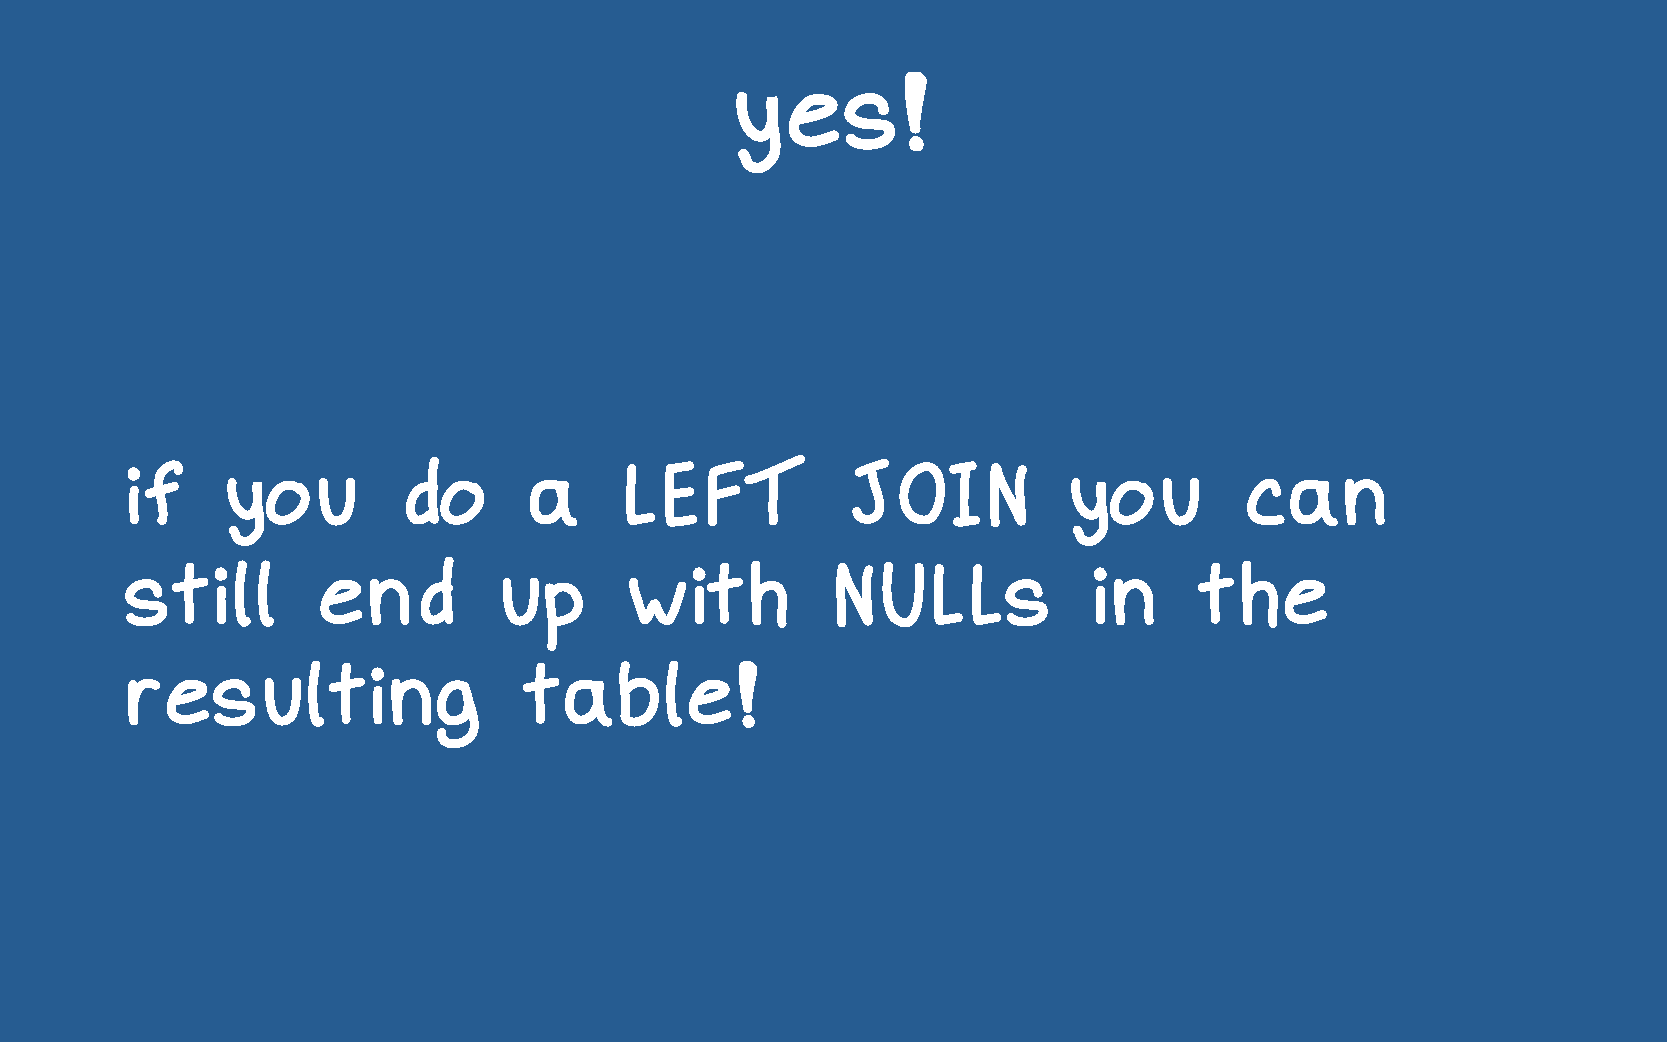 yes!
if you do a LEFT JOIN you can
still end up with NULLs in the
resulting table!